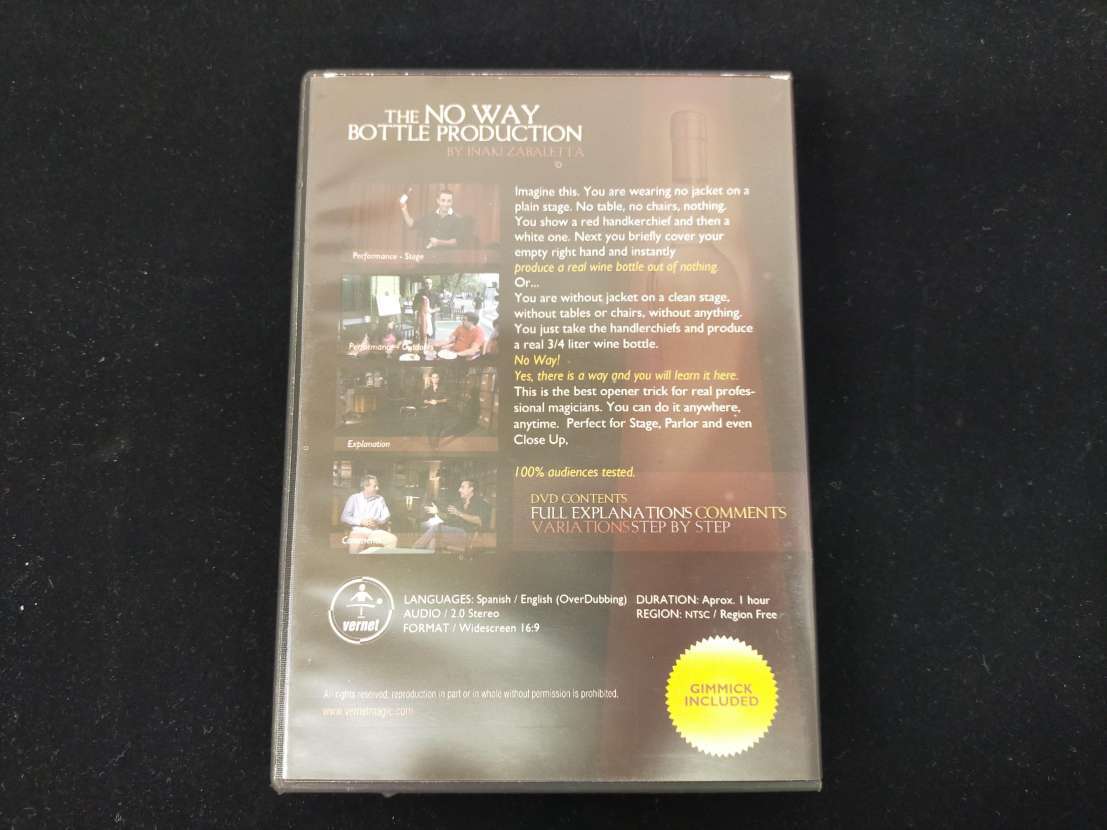 THE NO WAY
BOTTLE PRODUCTION
BY INAKI ZABALETTA
Performance - Stage
Performance - Outdoors
Explanation
Imagine this. You are wearing no jacket on a
plain stage. No table, no chairs, nothing.
You show a red handkerchief and then a
white one. Next you briefly cover your
empty right hand and instantly
produce a real wine bottle out of nothing.
Or...
You are without jacket on a clean stage,
without tables or chairs, without anything.
You just take the handlerchiefs and produce
a real 3/4 liter wine bottle.
No Way!
Yes, there is a way and you will learn it here.
This is the best opener trick for real profes-
sional magicians. You can do it anywhere,
anytime. Perfect for Stage, Parlor and even
Close Up,
100% audiences tested.
DVD CONTENTS
FULL EXPLANATIONS COMMENTS
VARIATIONS STEP BY STEP
vernet
LANGUAGES: Spanish / English (OverDubbing)
AUDIO / 2.0 Stereo
FORMAT / Widescreen 16:9
DURATION: Aprox. 1 hour
REGION: NTSC / Region Free
All rights reserved, reproduction in part or in whole without permission is prohibited.
www.vernetmagic.com
GIMMICK
INCLUDED